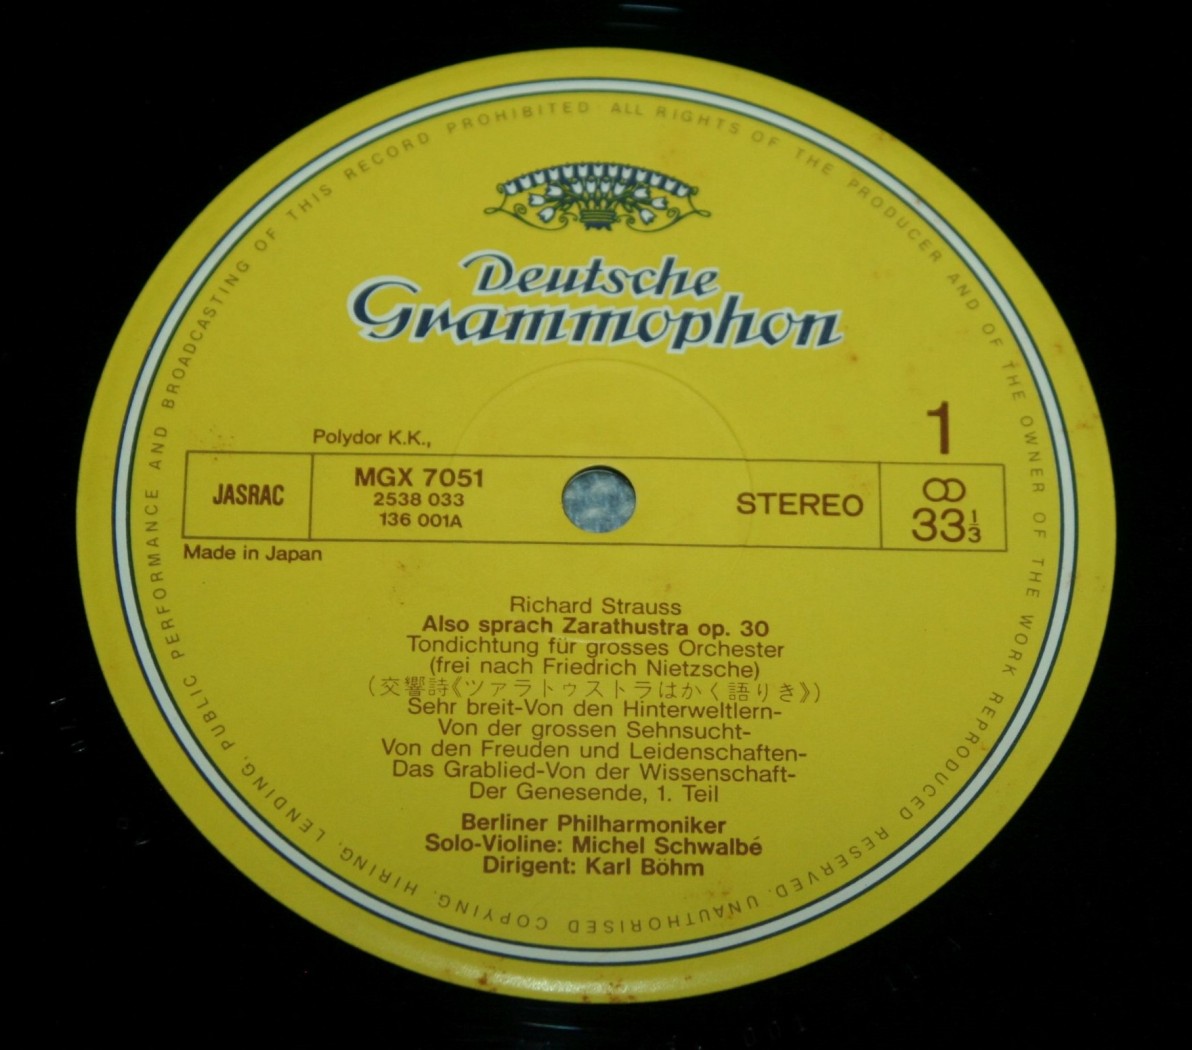 PUBLIC PERFORMANCE AND BROADCASTING OF THIS RECORD PROHIBITED · ALL RIGHTS OF THE PRODUCER AND OF THE OWNER OF THE WORK REPRODUCED RESERVED. UNAUTHORISED COPYING, HIRING, LENDING,
Deutsche
Grammophon
1
Polydor K.K.,
JASRAC
MGX 7051
2538 033
136 001A
STEREO
33⅓
Made in Japan
Richard Strauss
Also sprach Zarathustra op. 30
Tondichtung für grosses Orchester
(frei nach Friedrich Nietzsche)
(交響詩《ツァラトゥストラはかく語りき》)
Sehr breit-Von den Hinterweltlern-
Von der grossen Sehnsucht-
Von den Freuden und Leidenschaften-
Das Grablied-Von der Wissenschaft-
Der Genesende, 1. Teil
Berliner Philharmoniker
Solo-Violine: Michel Schwalbé
Dirigent: Karl Böhm